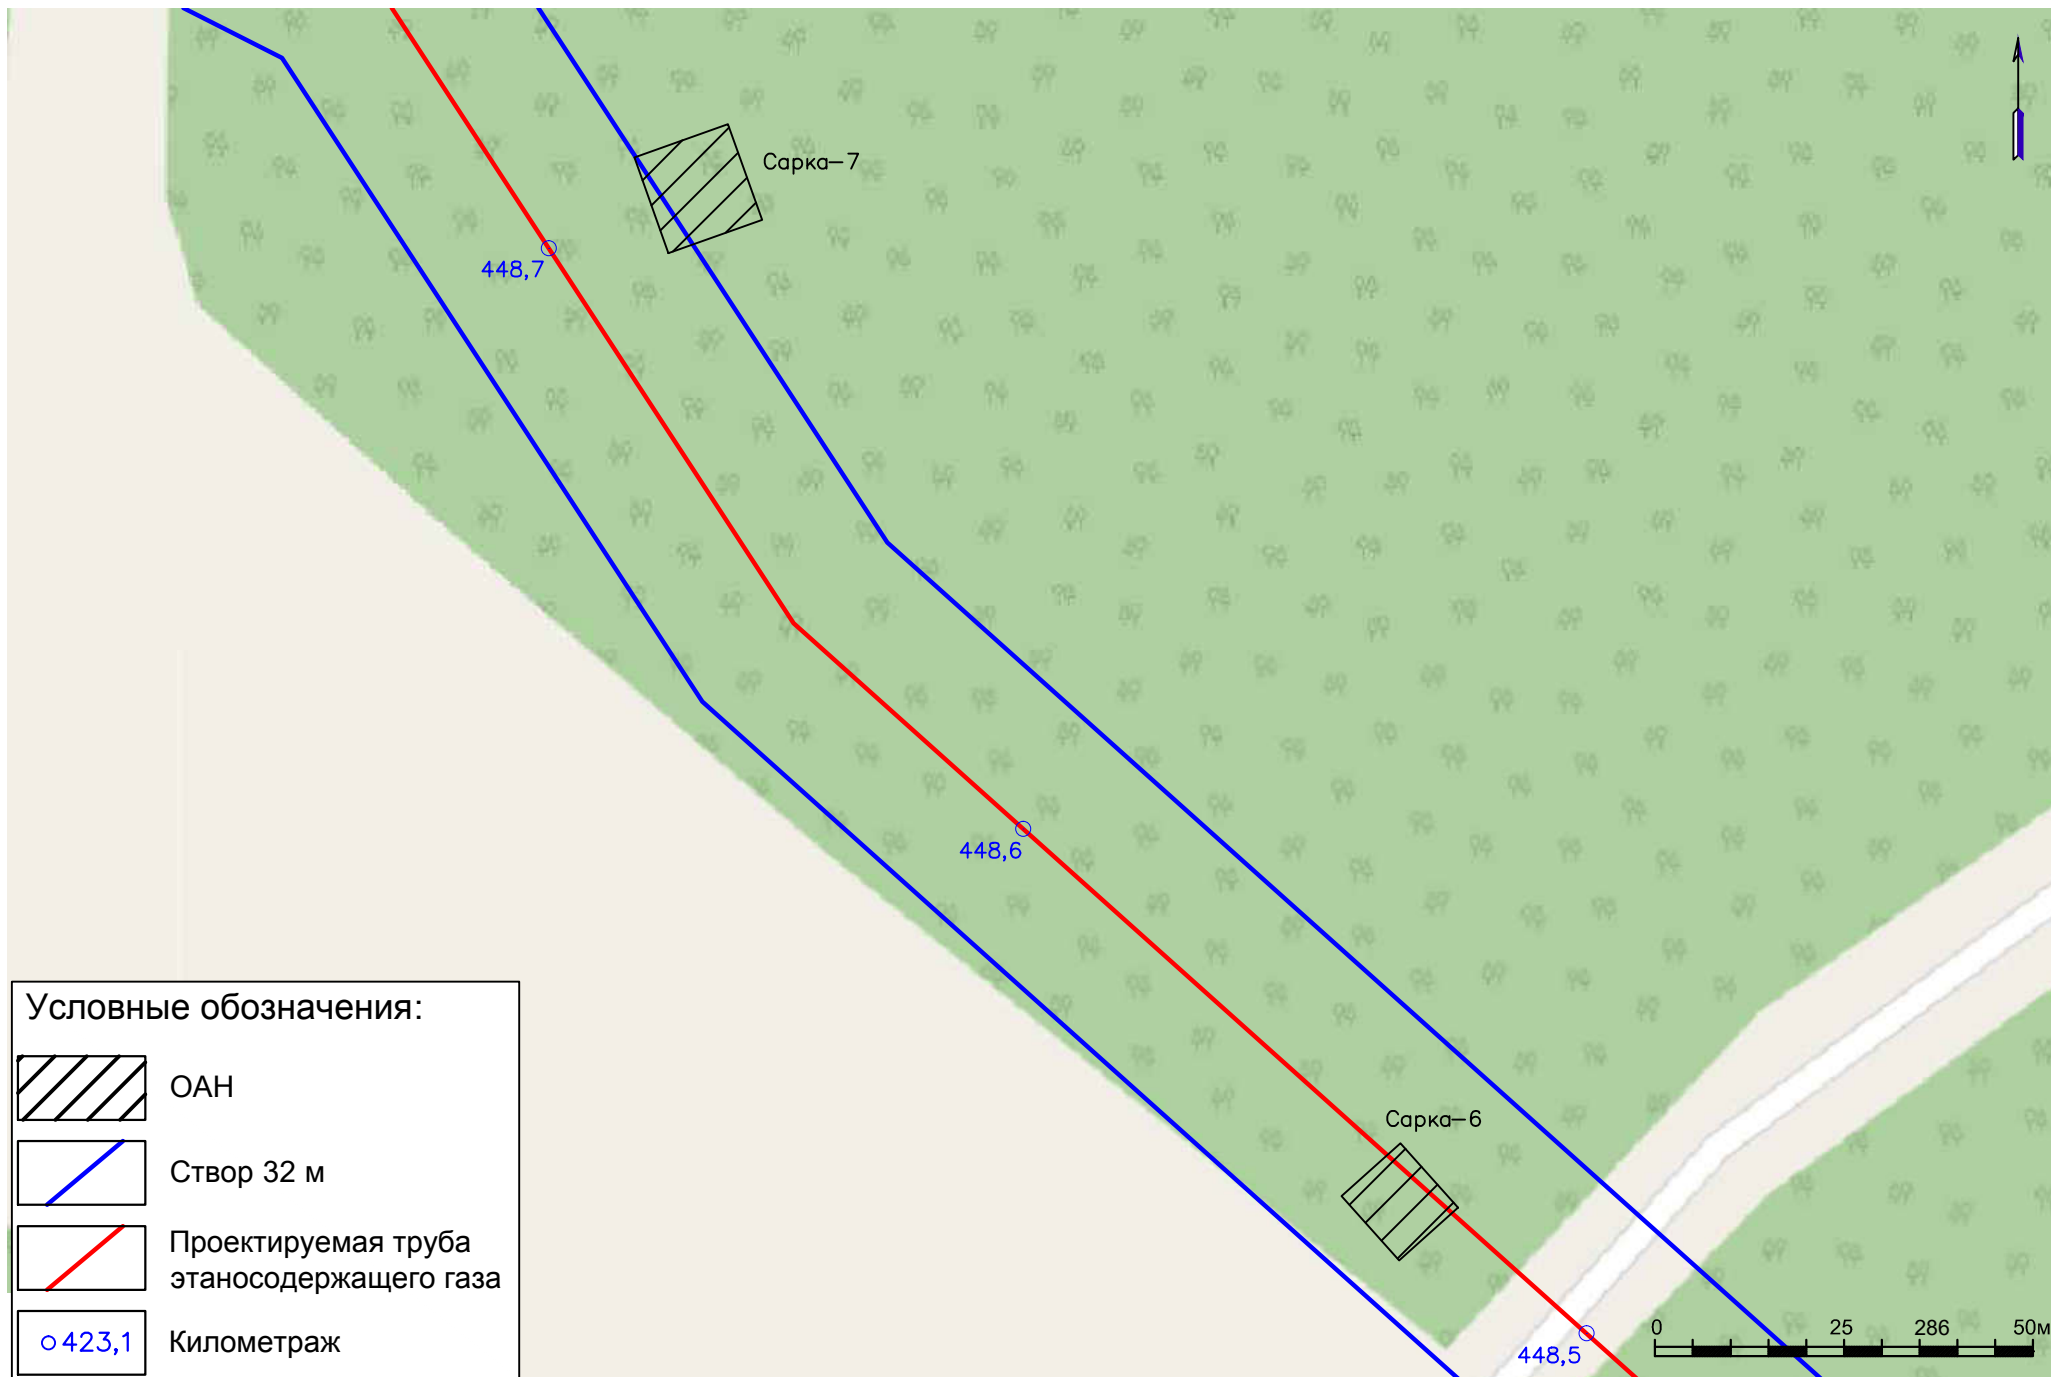 Сарка-7
448,7
448,6
Сарка-6
448,5
0 25 286 50м
Условные обозначения:
ОАН
Створ 32 м
Проектируемая труба
этаносодержащего газа
423,1 Километраж